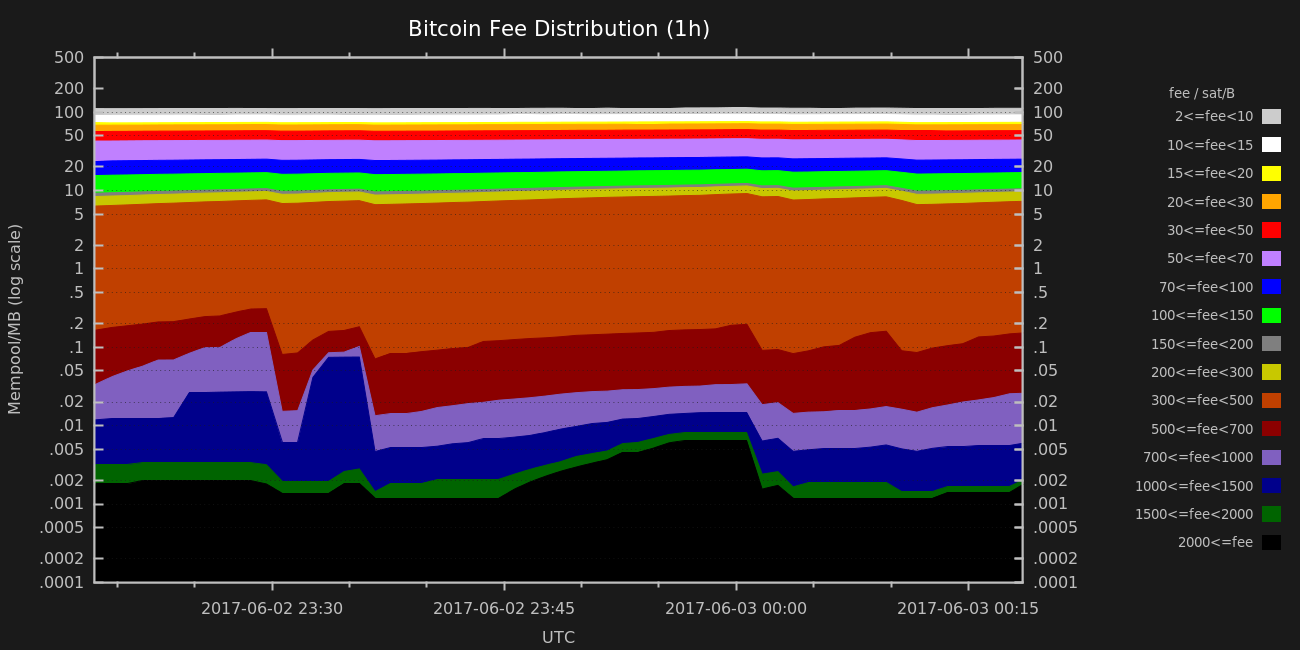 Bitcoin Fee Distribution (1h)
Mempool/MB (log scale)
500
200
100
50
20
10
5
2
1
.5
.2
.1
.05
.02
.01
.005
.002
.001
.0005
.0002
.0001
500
200
100
50
20
10
5
2
1
.5
.2
.1
.05
.02
.01
.005
.002
.001
.0005
.0002
.0001
2017-06-02 23:30
2017-06-02 23:45
2017-06-03 00:00
2017-06-03 00:15
UTC
fee / sat/B
2<=fee<10
10<=fee<15
15<=fee<20
20<=fee<30
30<=fee<50
50<=fee<70
70<=fee<100
100<=fee<150
150<=fee<200
200<=fee<300
300<=fee<500
500<=fee<700
700<=fee<1000
1000<=fee<1500
1500<=fee<2000
2000<=fee